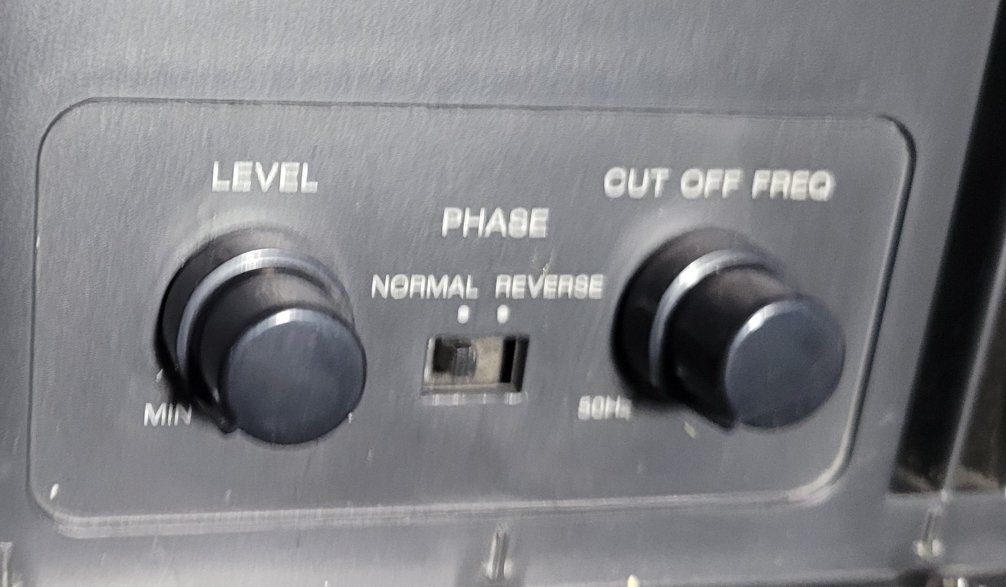 LEVEL
CUT OFF FREQ
PHASE
NORMAL REVERSE
MIN
50Hz